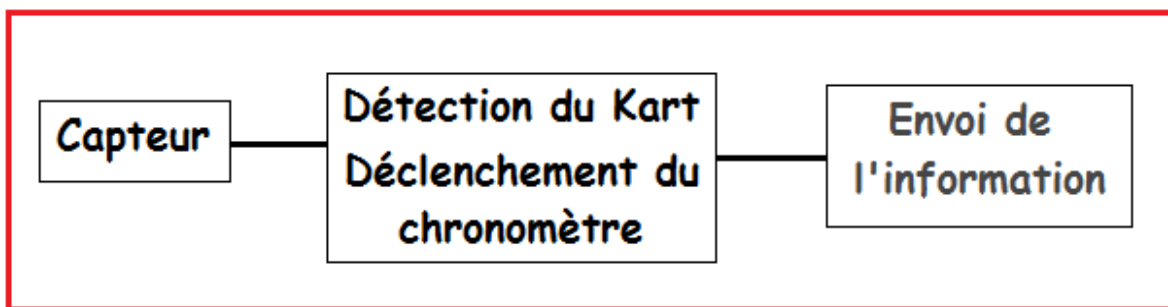 Capteur
Détection du Kart
Déclenchement du
chronomètre
Envoi de
l'information